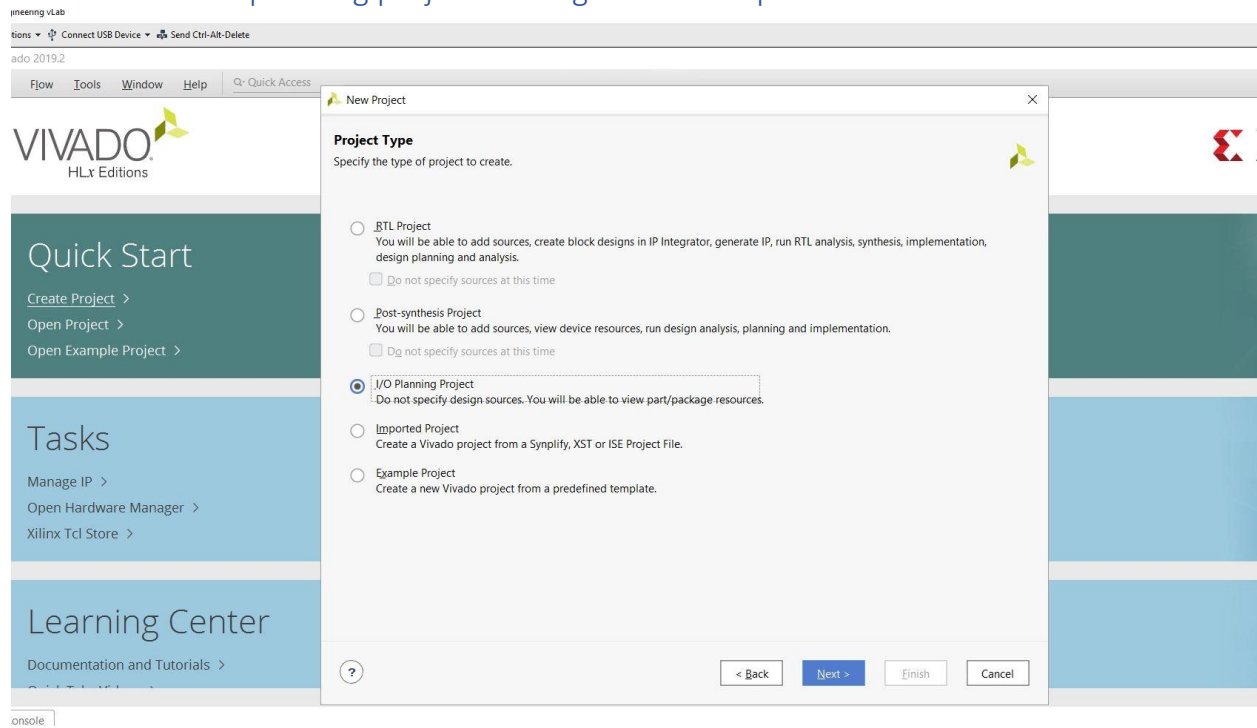 planning project
gineering vLab
tions Connect USB Device Send Ctrl-Alt-Delete
ado 2019.2
Flow Tools Window Help Quick Access
New Project
VIVADO.
HLx Editions
Project Type
Specify the type of project to create.
RTL Project
You will be able to add sources, create block designs in IP Integrator, generate IP, run RTL analysis, synthesis, implementation,
design planning and analysis.
Do not specify sources at this time
Post-synthesis Project
You will be able to add sources, view device resources, run design analysis, planning and implementation.
Do not specify sources at this time
I/O Planning Project
Do not specify design sources. You will be able to view part/package resources.
Imported Project
Create a Vivado project from a Synplify, XST or ISE Project File.
Example Project
Create a new Vivado project from a predefined template.
< Back Next > Finish Cancel
Quick Start
Create Project >
Open Project >
Open Example Project >
Tasks
Manage IP >
Open Hardware Manager >
Xilinx Tcl Store >
Learning Center
Documentation and Tutorials >
onsole